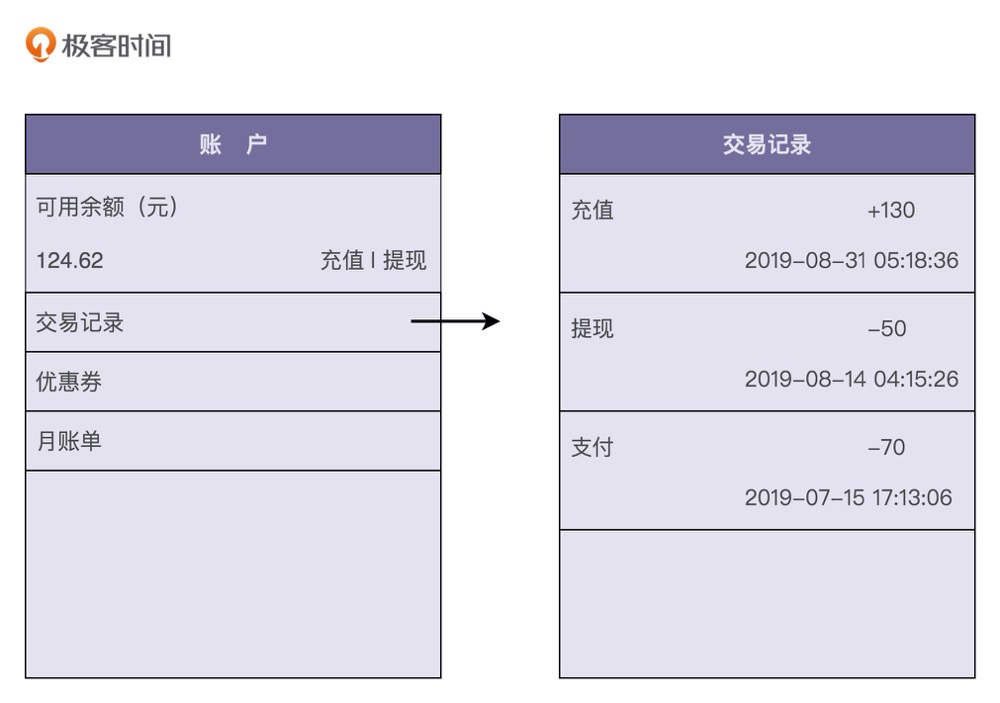 极客时间
账 户
可用余额（元）
124.62 充值 | 提现
交易记录
优惠券
月账单
交易记录
充值 +130
2019-08-31 05:18:36
提现 -50
2019-08-14 04:15:26
支付 -70
2019-07-15 17:13:06